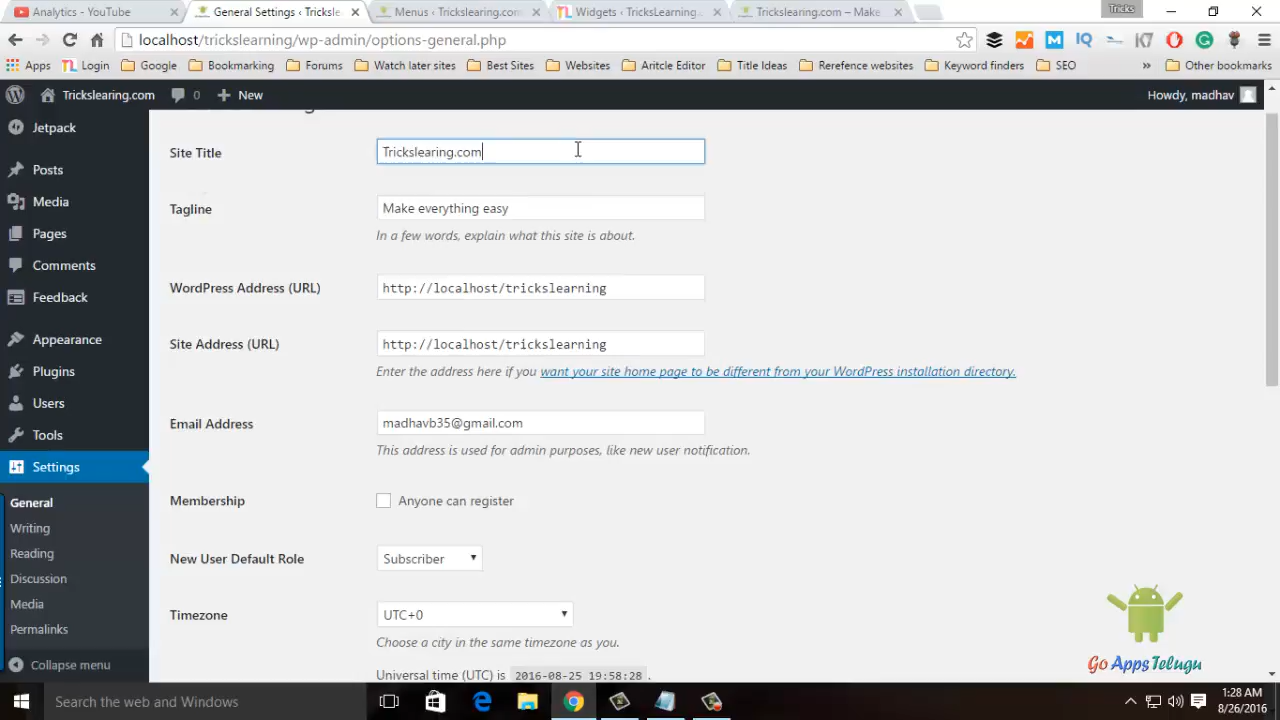 Analytics - YouTube
General Settings ‹ Tricksle
Menus ‹ Trickslearing.com
Widgets ‹ TricksLearning
Trickslearing.com – Make
Tricks
localhost/trickslearning/wp-admin/options-general.php
Apps
Login
Google
Bookmarking
Forums
Watch later sites
Best Sites
Websites
Aritcle Editor
Title Ideas
Rerefence websites
Keyword finders
SEO
»
Other bookmarks
Trickslearing.com
0
New
Howdy, madhav
Jetpack
Posts
Media
Pages
Comments
Feedback
Appearance
Plugins
Users
Tools
Settings
General
Writing
Reading
Discussion
Media
Permalinks
Collapse menu
Site Title
Trickslearing.com
Tagline
Make everything easy
In a few words, explain what this site is about.
WordPress Address (URL)
http://localhost/trickslearning
Site Address (URL)
http://localhost/trickslearning
Enter the address here if you want your site home page to be different from your WordPress installation directory.
Email Address
madhavb35@gmail.com
This address is used for admin purposes, like new user notification.
Membership
Anyone can register
New User Default Role
Subscriber
Timezone
UTC+0
Choose a city in the same timezone as you.
Universal time (UTC) is 2016-08-25 19:58:28 .
Go AppsTelugu
Search the web and Windows
1:28 AM
8/26/2016